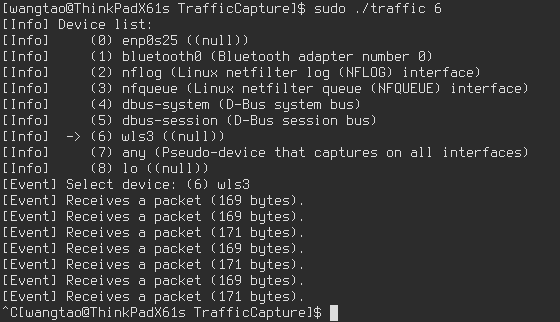 [wangtao@ThinkPadX61s TrafficCapture]$ sudo ./traffic 6
[Info] Device list:
[Info]     (0) enp0s25 ((null))
[Info]     (1) bluetooth0 (Bluetooth adapter number 0)
[Info]     (2) nflog (Linux netfilter log (NFLOG) interface)
[Info]     (3) nfqueue (Linux netfilter queue (NFQUEUE) interface)
[Info]     (4) dbus-system (D-Bus system bus)
[Info]     (5) dbus-session (D-Bus session bus)
[Info]  -> (6) wls3 ((null))
[Info]     (7) any (Pseudo-device that captures on all interfaces)
[Info]     (8) lo ((null))
[Event] Select device: (6) wls3
[Event] Receives a packet (169 bytes).
[Event] Receives a packet (169 bytes).
[Event] Receives a packet (171 bytes).
[Event] Receives a packet (169 bytes).
[Event] Receives a packet (171 bytes).
[Event] Receives a packet (169 bytes).
[Event] Receives a packet (171 bytes).
^C[wangtao@ThinkPadX61s TrafficCapture]$